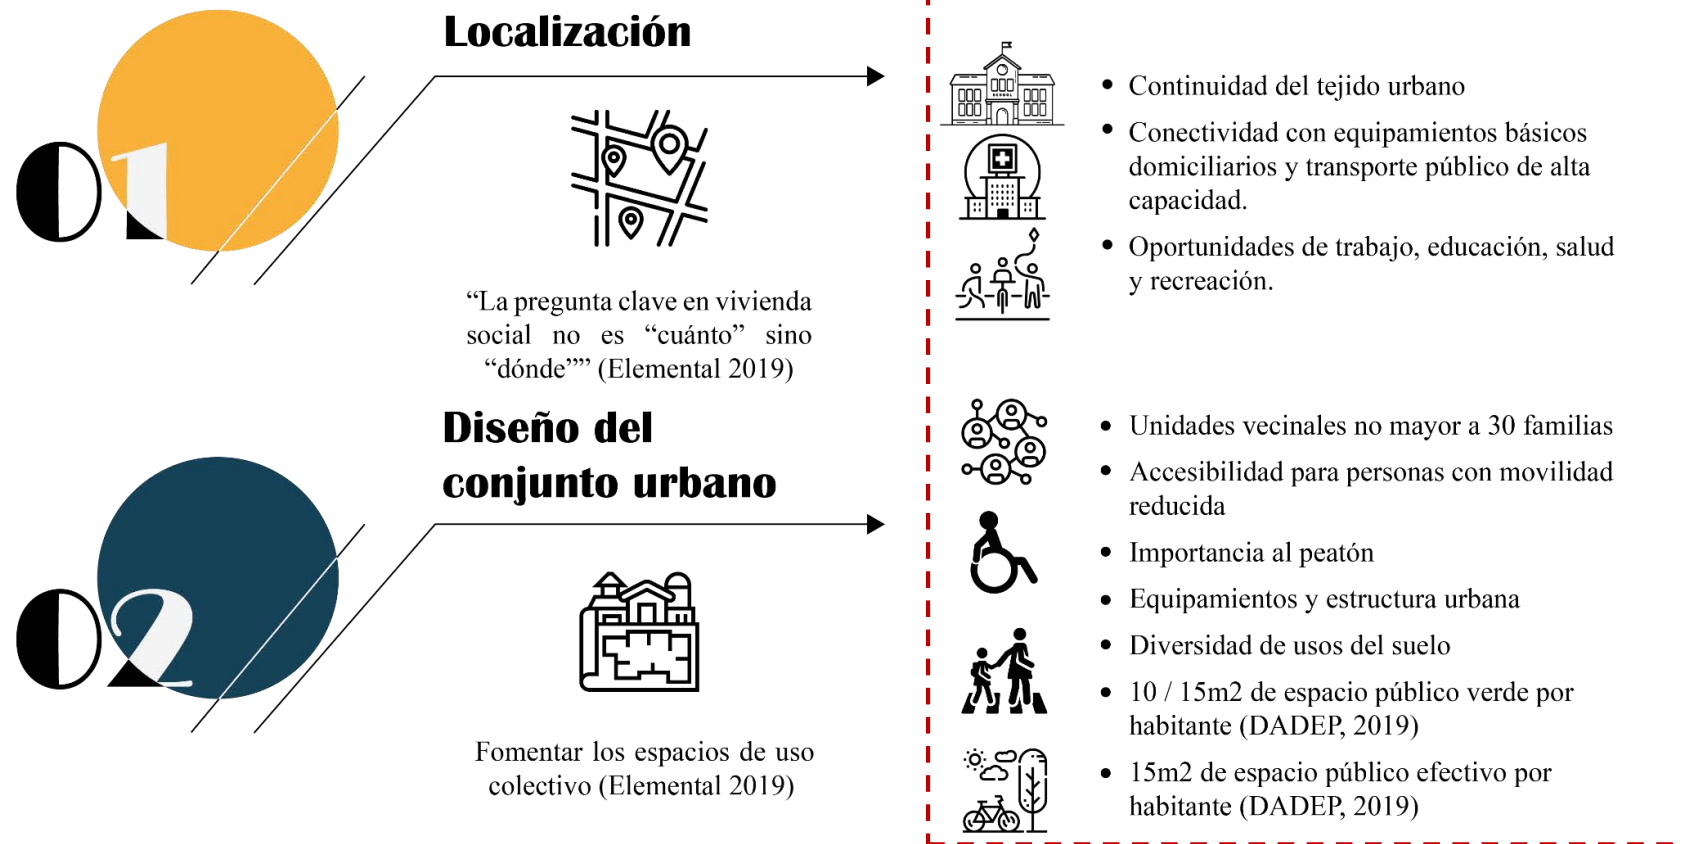 01
Localización
“La pregunta clave en vivienda
social no es “cuánto” sino
“dónde”” (Elemental 2019)
SCHOOL
• Continuidad del tejido urbano
• Conectividad con equipamientos básicos
domiciliarios y transporte público de alta
capacidad.
• Oportunidades de trabajo, educación, salud
y recreación.
02
Diseño del
conjunto urbano
Fomentar los espacios de uso
colectivo (Elemental 2019)
• Unidades vecinales no mayor a 30 familias
• Accesibilidad para personas con movilidad
reducida
• Importancia al peatón
• Equipamientos y estructura urbana
• Diversidad de usos del suelo
• 10 / 15m2 de espacio público verde por
habitante (DADEP, 2019)
• 15m2 de espacio público efectivo por
habitante (DADEP, 2019)